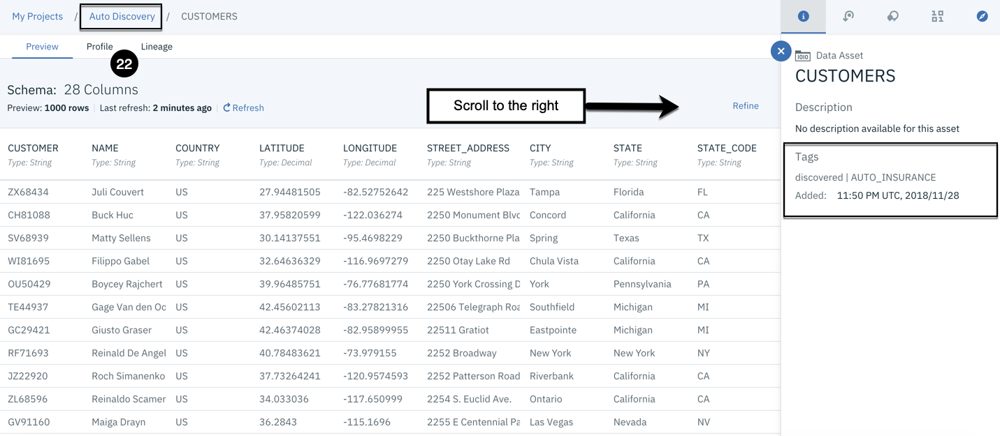 My Projects / Auto Discovery / CUSTOMERS
Preview Profile Lineage
22
Schema: 28 Columns
Preview: 1000 rows | Last refresh: 2 minutes ago | Refresh
Scroll to the right
Refine
CUSTOMER NAME COUNTRY LATITUDE LONGITUDE STREET_ADDRESS CITY STATE STATE_CODE
Type: String Type: String Type: String Type: Decimal Type: Decimal Type: String Type: String Type: String Type: String
ZX68434 Juli Couvert US 27.94481505 -82.52752642 225 Westshore Plaza Tampa Florida FL
CH81088 Buck Huc US 37.95820599 -122.036274 2250 Monument Blvd Concord California CA
SV68939 Matty Sellens US 30.14137551 -95.4698229 2250 Buckthorne Pla Spring Texas TX
WI81695 Filippo Gabel US 32.64636329 -116.9697279 2250 Otay Lake Rd Chula Vista California CA
OU50429 Boycey Rajchert US 39.96485751 -76.77681774 2250 York Crossing D York Pennsylvania PA
TE44937 Gage Van den Oc US 42.45602113 -83.27821316 22506 Telegraph Roa Southfield Michigan MI
GC29421 Giusto Graser US 42.46374028 -82.95899955 22511 Gratiot Eastpointe Michigan MI
RF71693 Reinald De Angel US 40.78483621 -73.979155 2252 Broadway New York New York NY
JZ22920 Roch Simanenko US 37.73264241 -120.9574593 2252 Patterson Road Riverbank California CA
ZL68596 Reinaldo Scamer US 34.033036 -117.650999 2254 S. Euclid Ave. Ontario California CA
GV91160 Maiga Drayn US 36.2843 -115.1696 2255 E Centennial Pa Las Vegas Nevada NV
Data Asset
CUSTOMERS
Description
No description available for this asset
Tags
discovered | AUTO_INSURANCE
Added: 11:50 PM UTC, 2018/11/28